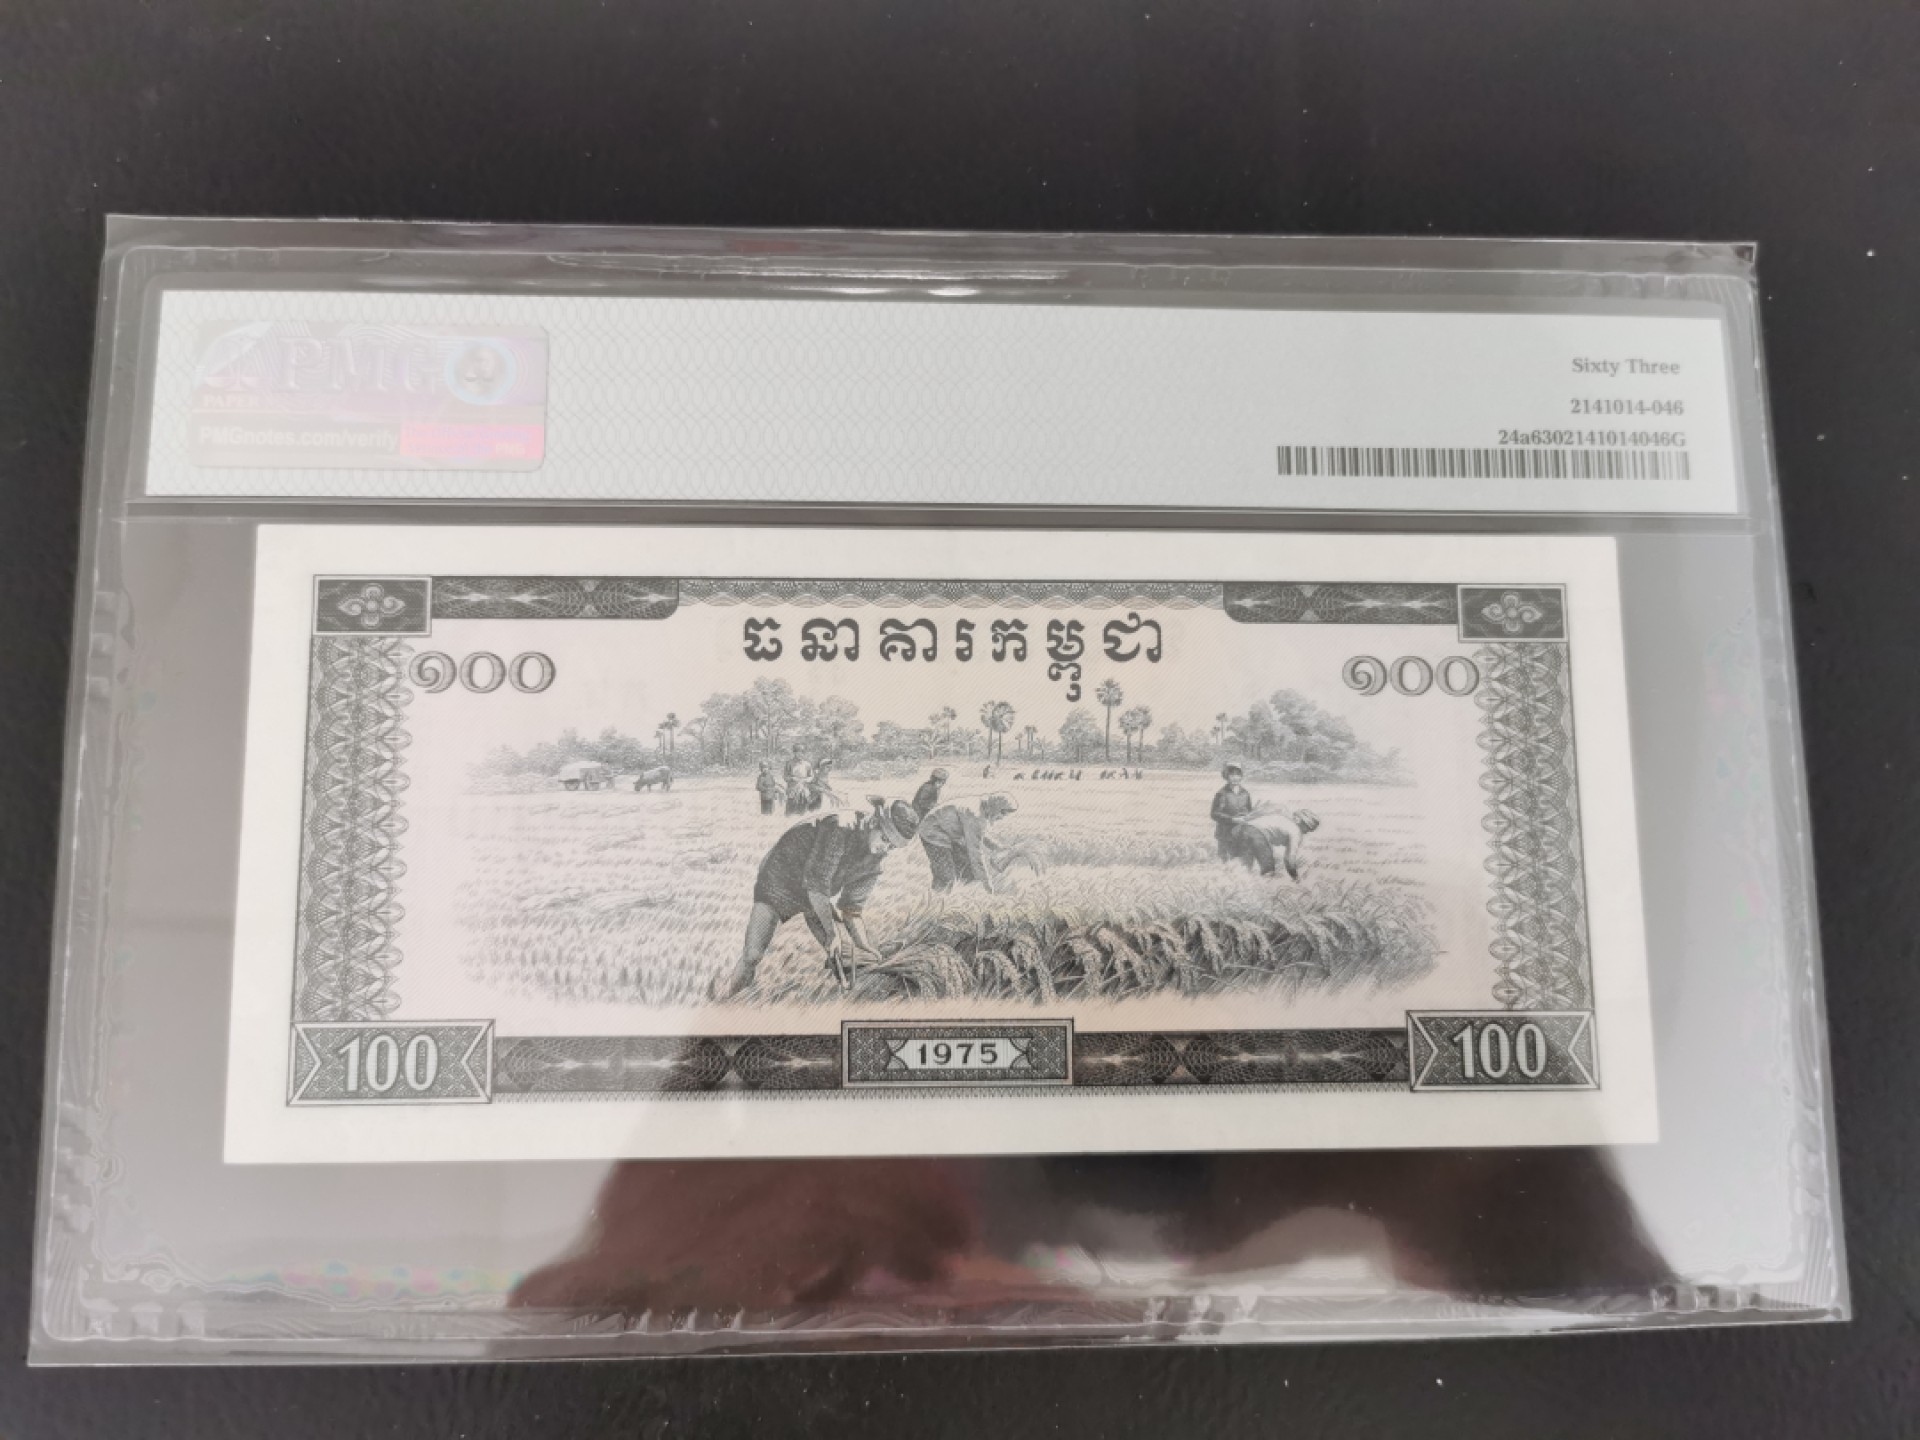 PMG
PAPER
PMGnotes.com/verify
Sixty Three
2141014-046
24a6302141014046G
ធនាគារកម្ពុជា
១០០ ១០០
100 1975 100